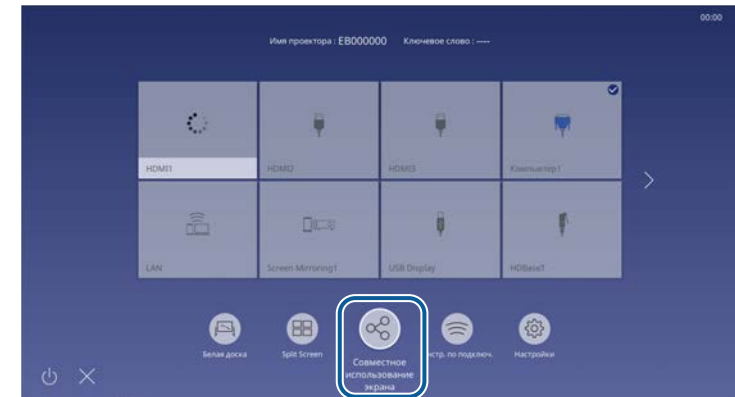 00:00
Имя проектора : EB000000 Ключевое слово : ----
HDMI1 HDMI2 HDMI3 Компьютер1
LAN Screen Mirroring1 USB Display HDBaseT
Белая доска Split Screen Совместное использование экрана стр. по подключ. Настройки